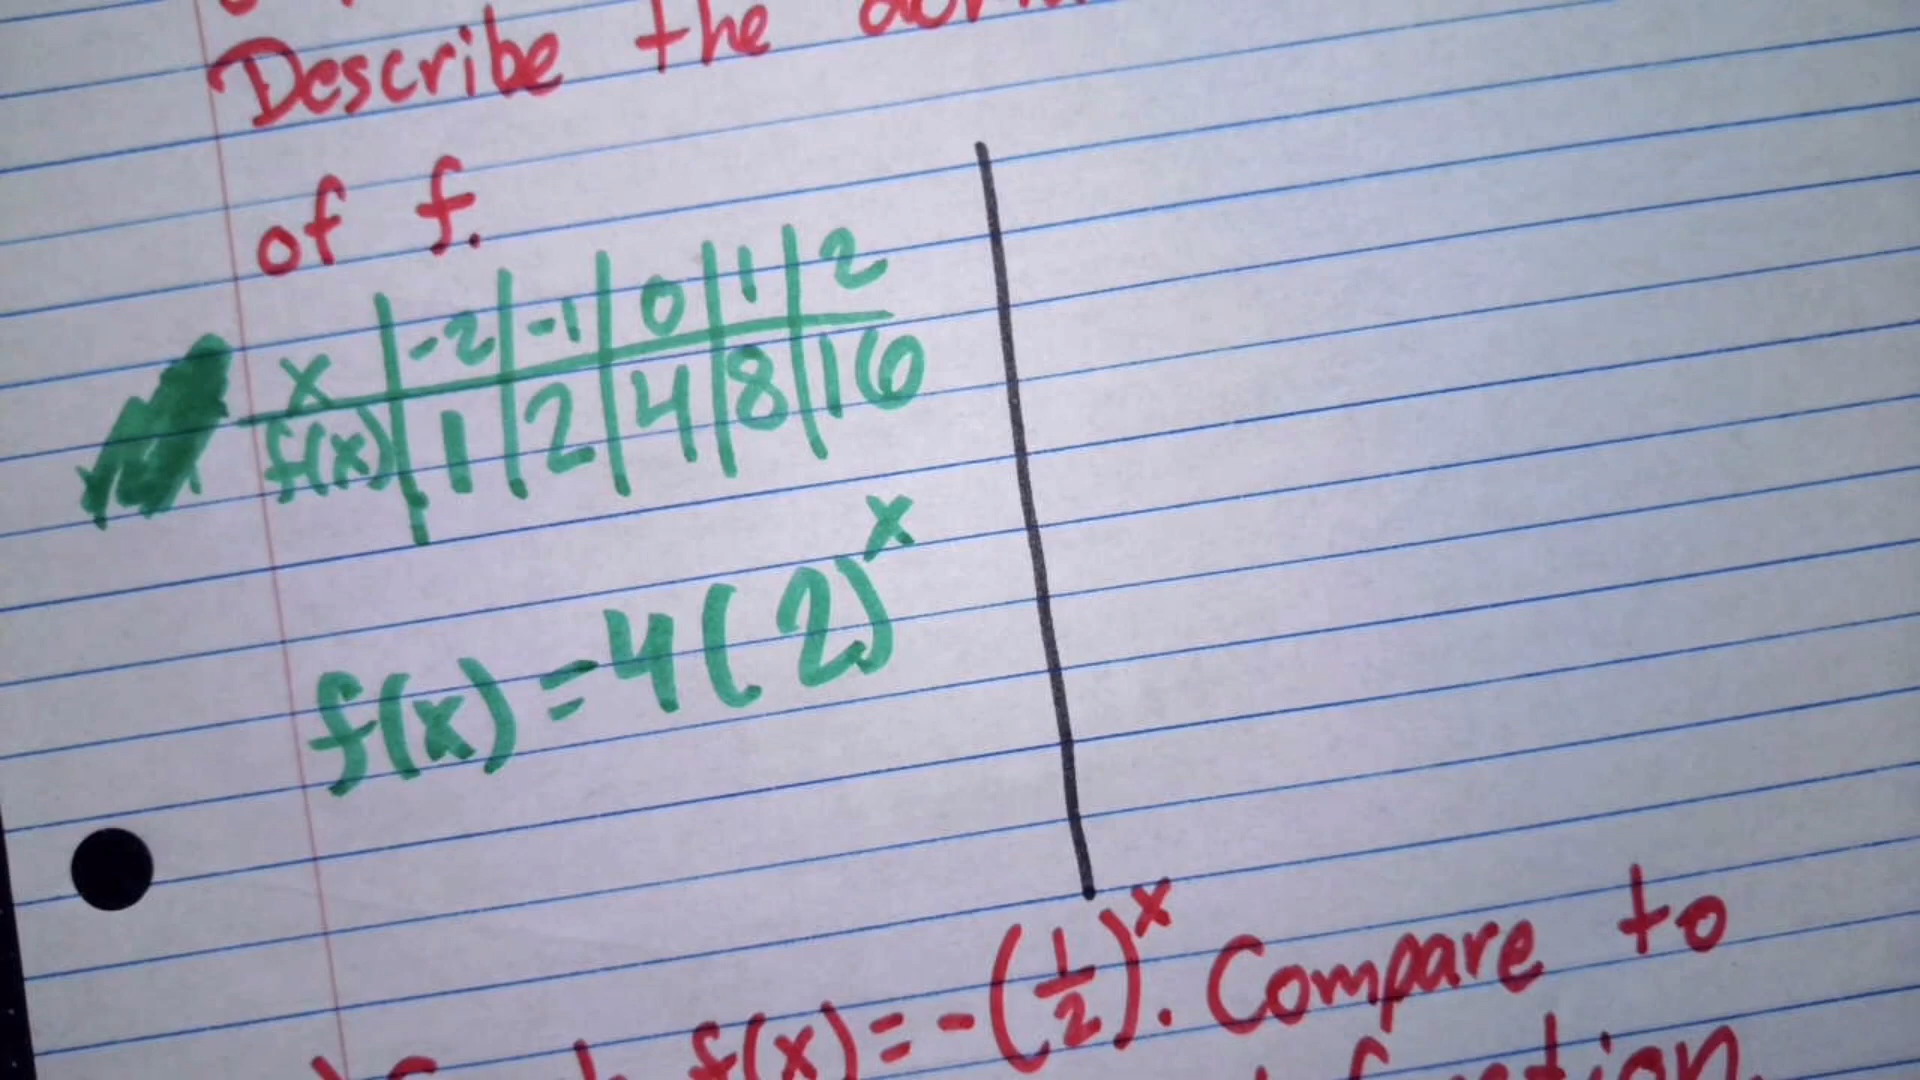 Describe the
of f.
x | -2 | -1 | 0 | 1 | 2
f(x) | 1 | 2 | 4 | 8 | 16
f(x) = 4(2)^x
f(x) = -(1/2)^x. Compare to
function